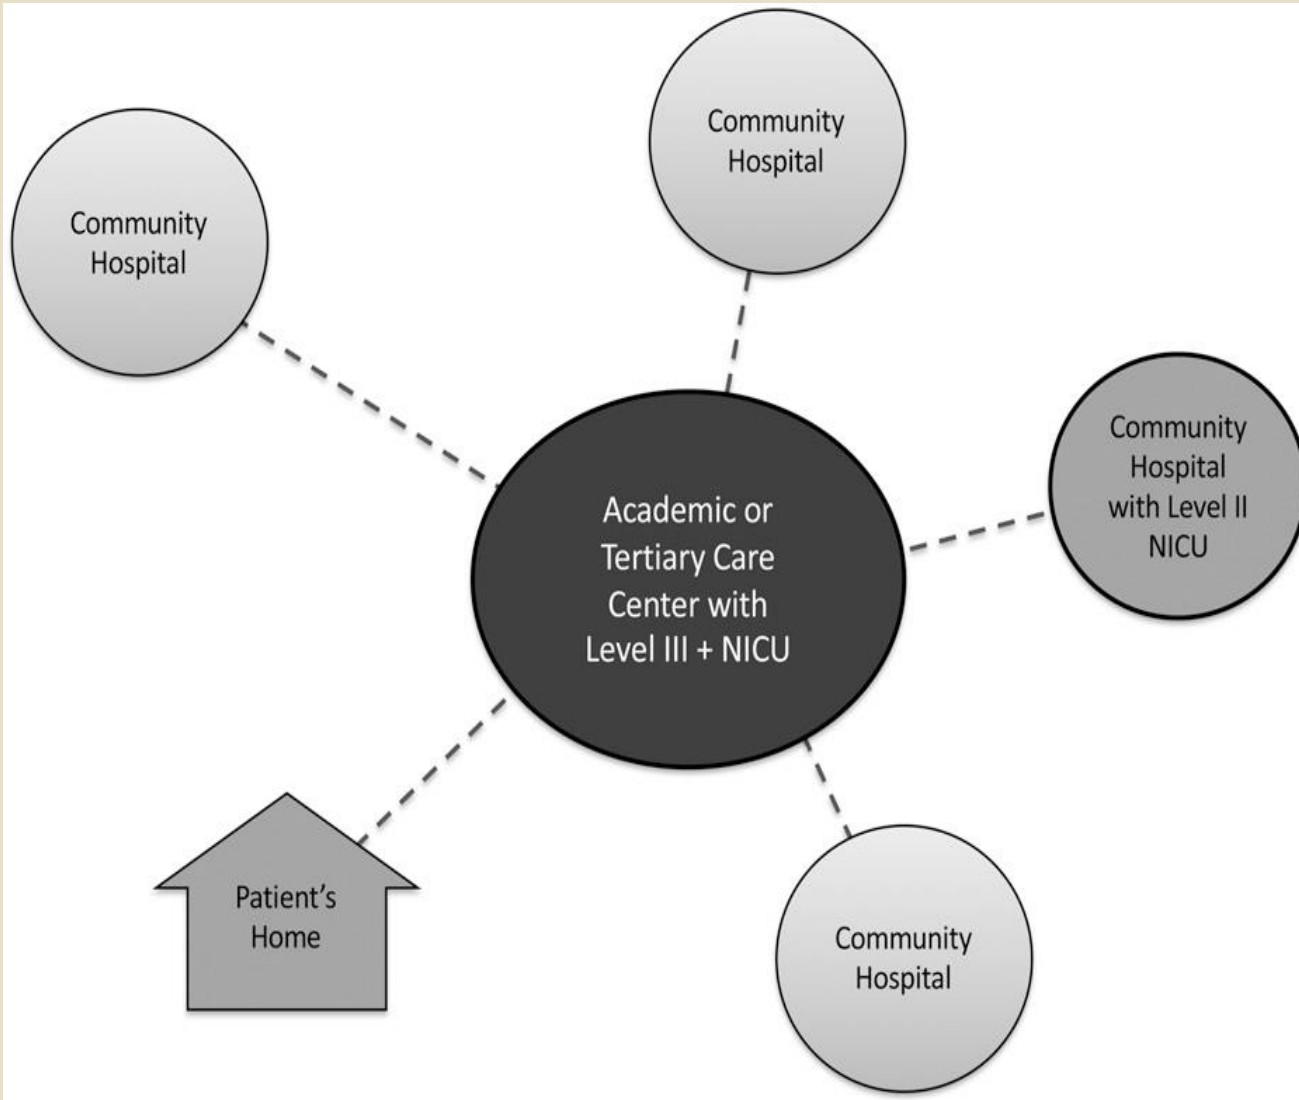 Community
Hospital
Community
Hospital
Community
Hospital
with Level II
NICU
Academic or
Tertiary Care
Center with
Level III + NICU
Patient’s
Home
Community
Hospital